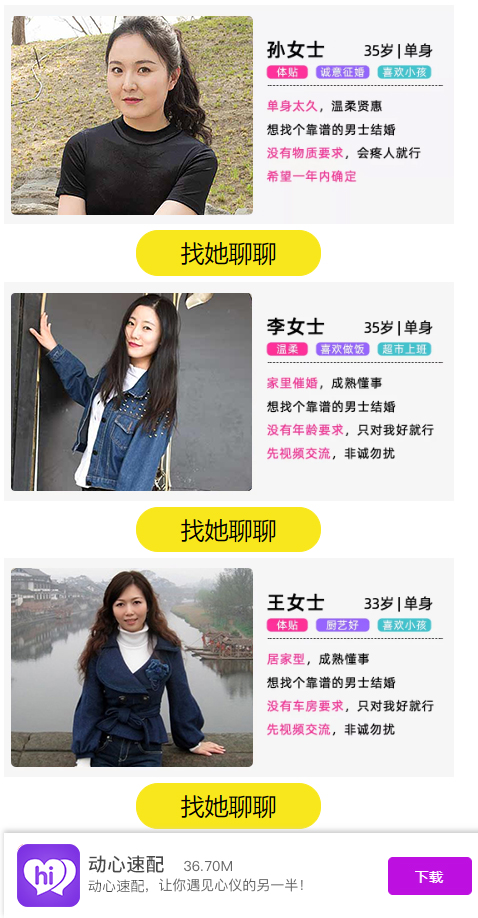 孙女士 35岁 | 单身
体贴 诚意征婚 喜欢小孩
单身太久，温柔贤惠
想找个靠谱的男士结婚
没有物质要求，会疼人就行
希望一年内确定
找她聊聊
李女士 35岁 | 单身
温柔 喜欢做饭 超市上班
家里催婚，成熟懂事
想找个靠谱的男士结婚
没有年龄要求，只对我好就行
先视频交流，非诚勿扰
找她聊聊
王女士 33岁 | 单身
体贴 厨艺好 喜欢小孩
居家型，成熟懂事
想找个靠谱的男士结婚
没有车房要求，只对我好就行
先视频交流，非诚勿扰
找她聊聊
hi
动心速配 36.70M
动心速配，让你遇见心仪的另一半！
下载